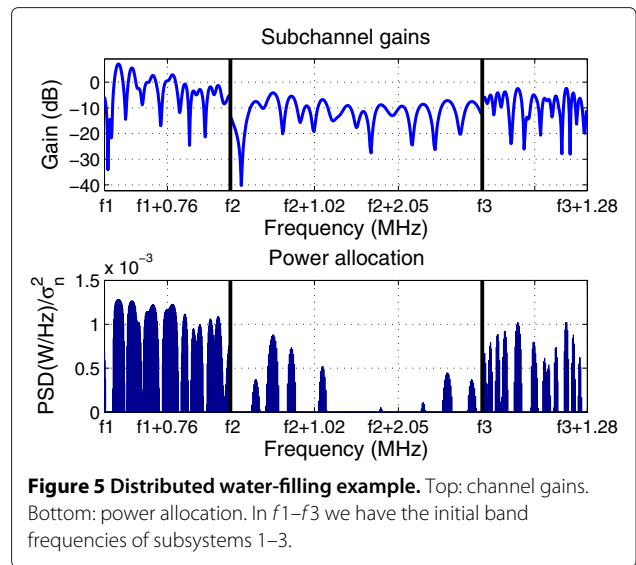 Subchannel gains
Gain (dB)
0
−10
−20
−30
−40
f1
f1+0.76
f2
f2+1.02
f2+2.05
f3
f3+1.28
Frequency (MHz)
x 10⁻³
Power allocation
PSD(W/Hz)/σₙ²
1.5
1
0.5
0
f1
f1+0.76
f2
f2+1.02
f2+2.05
f3
f3+1.28
Frequency (MHz)
Figure 5 Distributed water-filling example. Top: channel gains.
Bottom: power allocation. In f1–f3 we have the initial band
frequencies of subsystems 1–3.